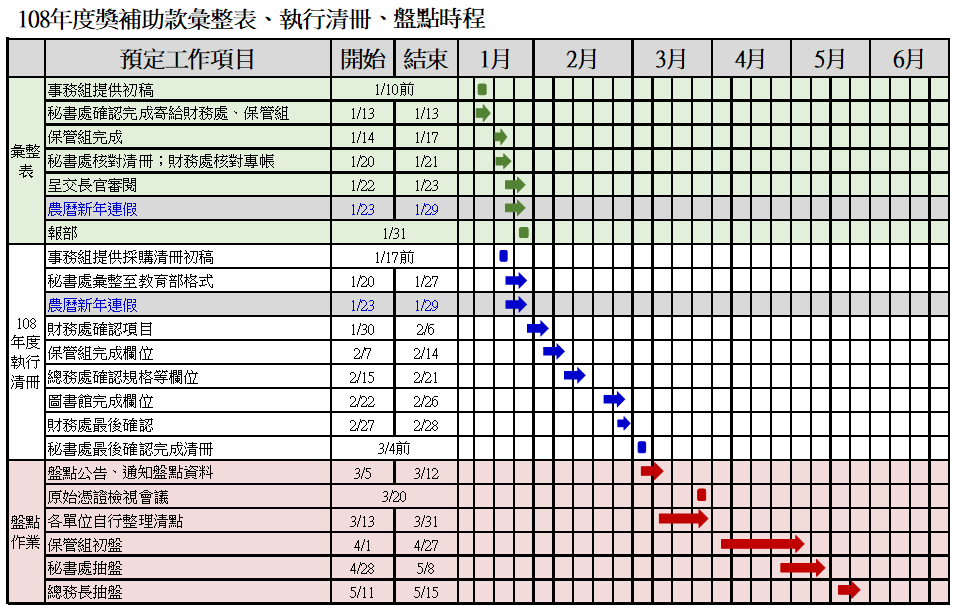 108年度獎補助款彙整表、執行清冊、盤點時程
預定工作項目 開始 結束 1月 2月 3月 4月 5月 6月
彙整表
事務組提供初稿 1/10前
秘書處確認完成寄給財務處、保管組 1/13 1/13
保管組完成 1/14 1/17
秘書處核對清冊；財務處核對專帳 1/20 1/21
呈交長官審閱 1/22 1/23
農曆新年連假 1/23 1/29
報部 1/31
108年度執行清冊
事務組提供採購清冊初稿 1/17前
秘書處彙整至教育部格式 1/20 1/27
農曆新年連假 1/23 1/29
財務處確認項目 1/30 2/6
保管組完成欄位 2/7 2/14
總務處確認規格等欄位 2/15 2/21
圖書館完成欄位 2/22 2/26
財務處最後確認 2/27 2/28
秘書處最後確認完成清冊 3/4前
盤點作業
盤點公告、通知盤點資料 3/5 3/12
原始憑證檢視會議 3/20
各單位自行整理清點 3/13 3/31
保管組初盤 4/1 4/27
秘書處抽盤 4/28 5/8
總務長抽盤 5/11 5/15